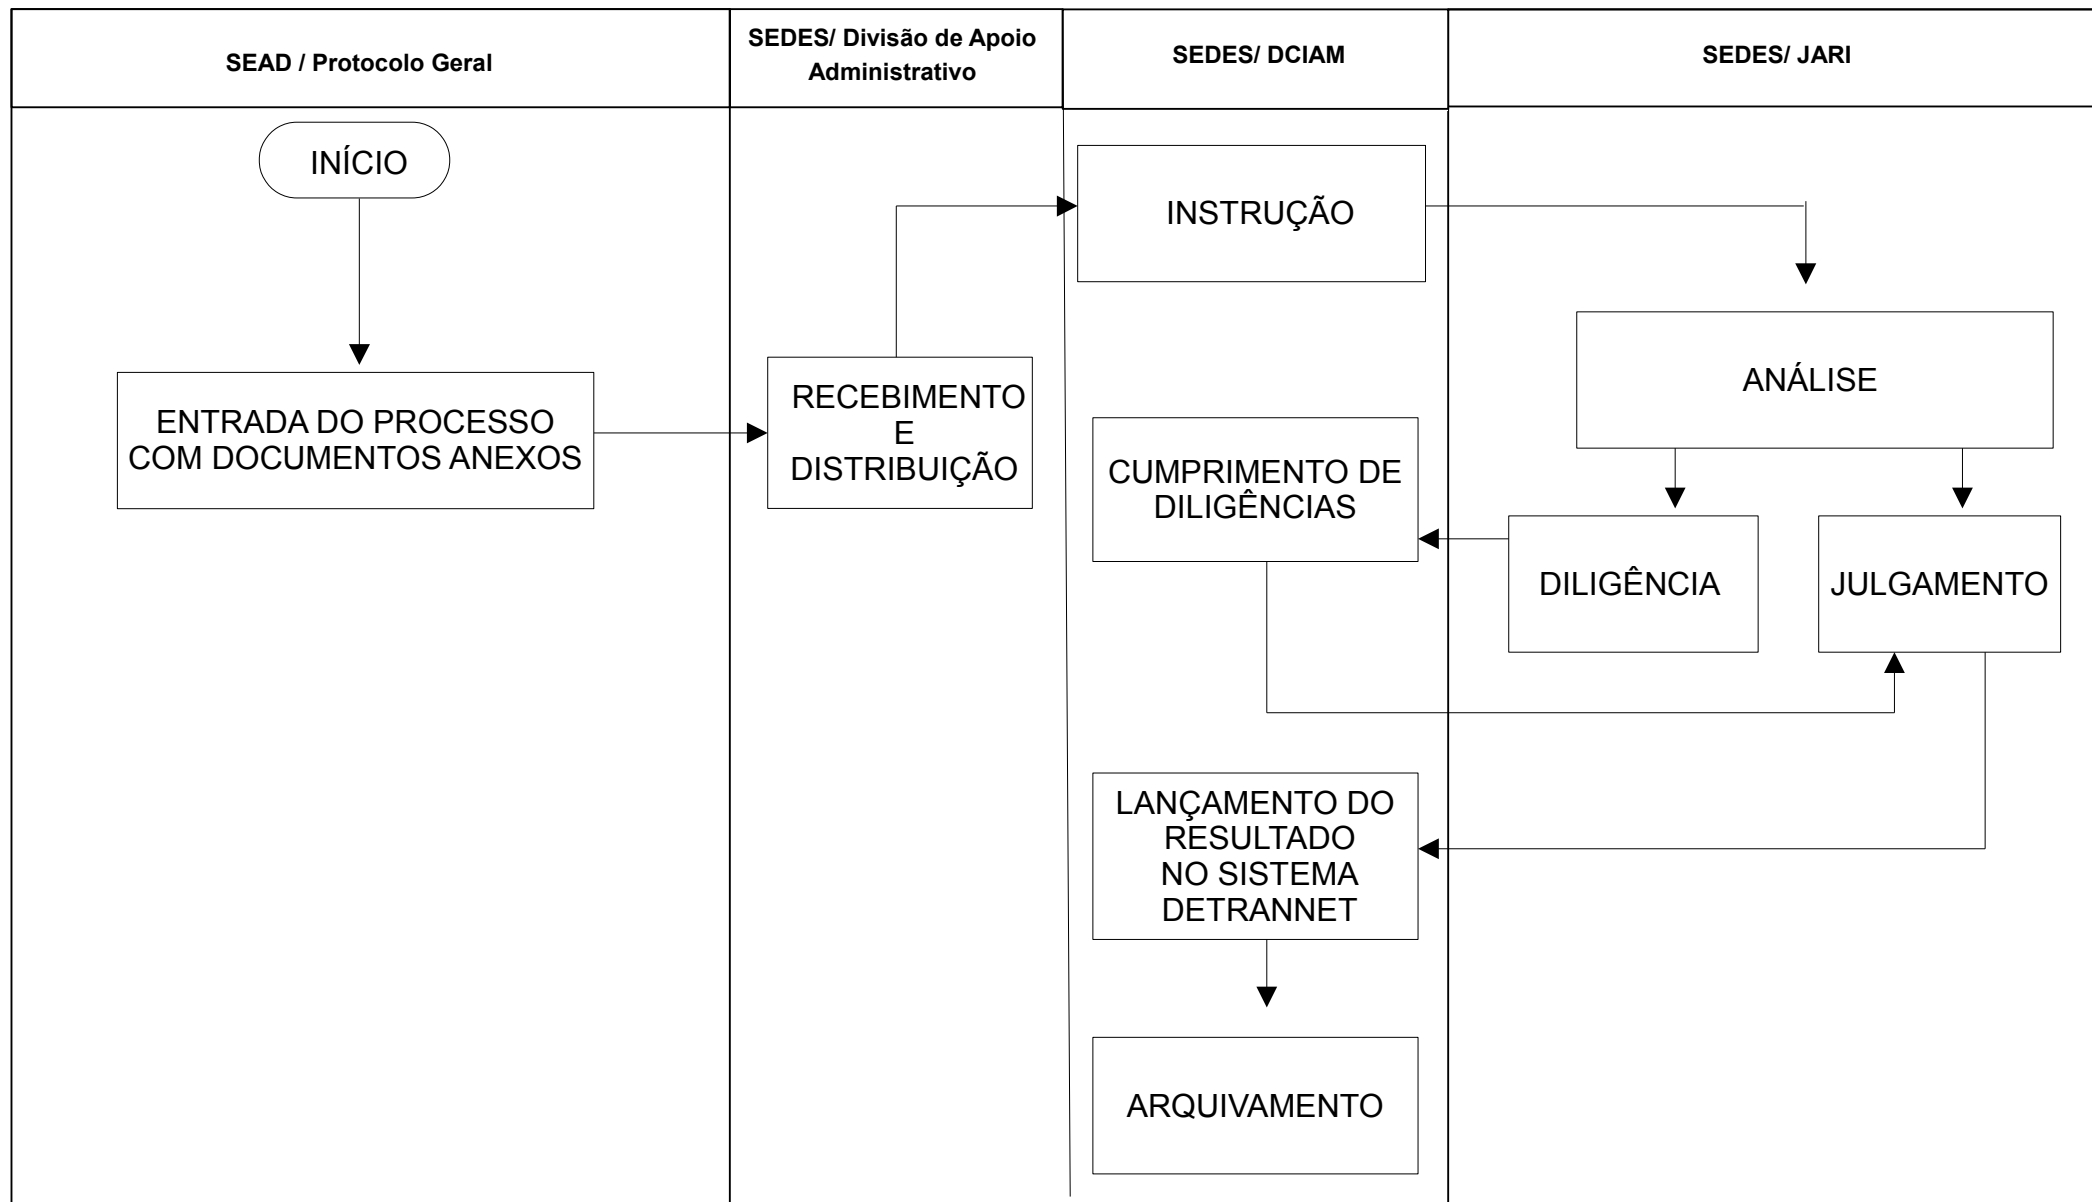 SEAD / Protocolo Geral
SEDES/ Divisão de Apoio
Administrativo
SEDES/ DCIAM
SEDES/ JARI
INÍCIO
ENTRADA DO PROCESSO
COM DOCUMENTOS ANEXOS
RECEBIMENTO
E
DISTRIBUIÇÃO
INSTRUÇÃO
ANÁLISE
CUMPRIMENTO DE
DILIGÊNCIAS
DILIGÊNCIA
JULGAMENTO
LANÇAMENTO DO
RESULTADO
NO SISTEMA
DETRANNET
ARQUIVAMENTO